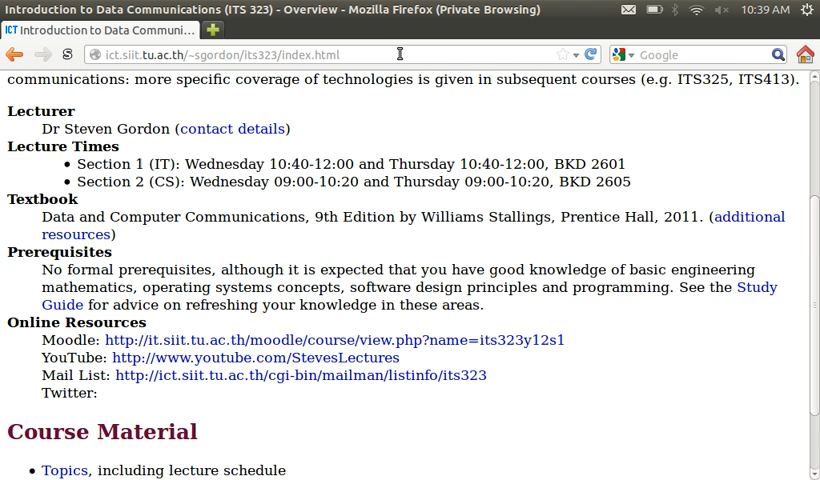 Introduction to Data Communications (ITS 323) - Overview - Mozilla Firefox (Private Browsing)
10:39 AM
ICT Introduction to Data Communi...
S
ict.siit.tu.ac.th/~sgordon/its323/index.html
Google
communications: more specific coverage of technologies is given in subsequent courses (e.g. ITS325, ITS413).
Lecturer
Dr Steven Gordon (contact details)
Lecture Times
• Section 1 (IT): Wednesday 10:40-12:00 and Thursday 10:40-12:00, BKD 2601
• Section 2 (CS): Wednesday 09:00-10:20 and Thursday 09:00-10:20, BKD 2605
Textbook
Data and Computer Communications, 9th Edition by Williams Stallings, Prentice Hall, 2011. (additional
resources)
Prerequisites
No formal prerequisites, although it is expected that you have good knowledge of basic engineering
mathematics, operating systems concepts, software design principles and programming. See the Study
Guide for advice on refreshing your knowledge in these areas.
Online Resources
Moodle: http://it.siit.tu.ac.th/moodle/course/view.php?name=its323y12s1
YouTube: http://www.youtube.com/StevesLectures
Mail List: http://ict.siit.tu.ac.th/cgi-bin/mailman/listinfo/its323
Twitter:
Course Material
• Topics, including lecture schedule